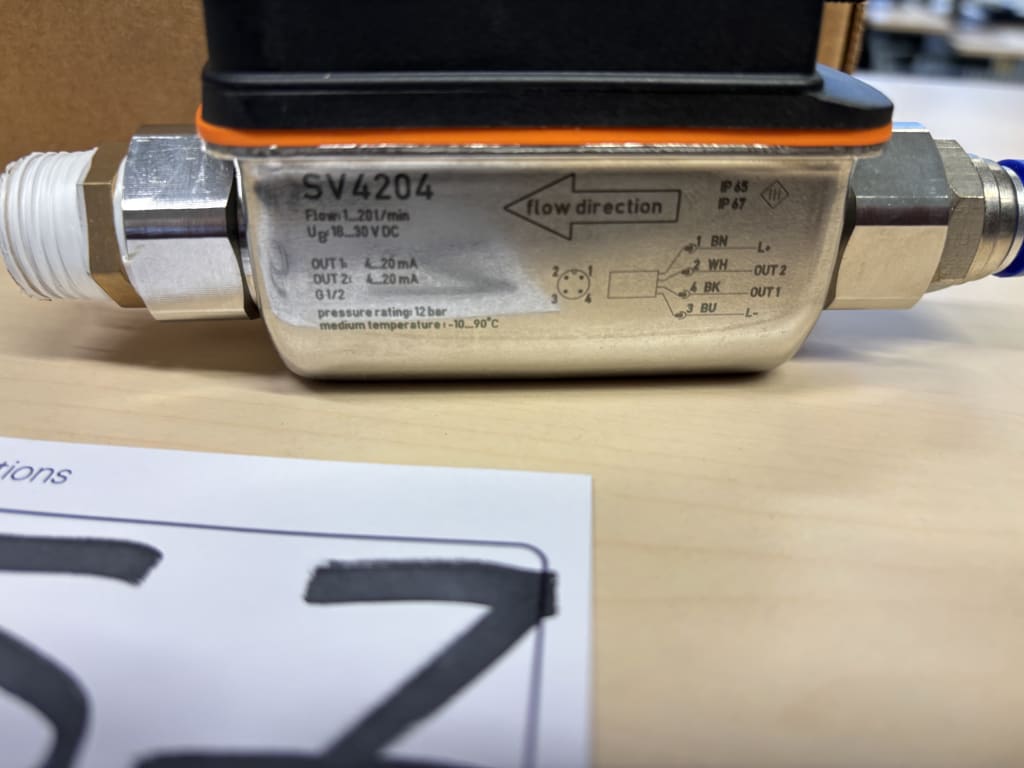 SV4204
Flow: 1...20 l/min
UB: 18...30 V DC
OUT 1: 4...20 mA
OUT 2: 4...20 mA
G1/2
pressure rating: 12 bar
medium temperature: -10...90°C
flow direction
IP 65
IP 67
2 1
3 4
1 BN L+
2 WH OUT 2
4 BK OUT 1
3 BU L-
tions